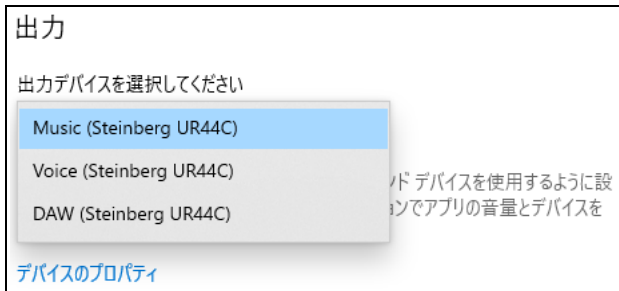 出力
出力デバイスを選択してください
Music (Steinberg UR44C)
Voice (Steinberg UR44C)
ド デバイスを使用するように設
DAW (Steinberg UR44C)
ョンでアプリの音量とデバイスを
デバイスのプロパティ